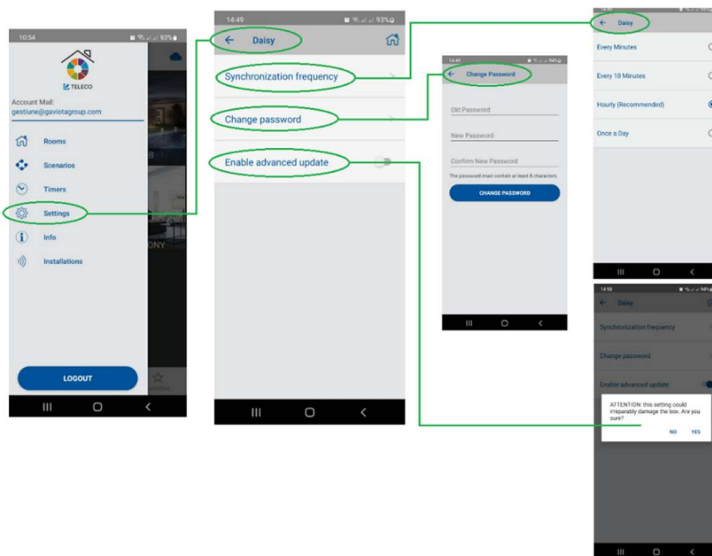 10:54
93%
TELECO
Account Mail:
gestiune@gaviotagroup.com
Rooms
Scenarios
Timers
Settings
Info
Installations
LOGOUT
B
ONY
14:49
93%
Daisy
Synchronization frequency
Change password
Enable advanced update
94%
Change Password
Old Password
New Password
Confirm New Password
The password must contain at least 8 characters
CHANGE PASSWORD
Daisy
Every Minutes
Every 10 Minutes
Hourly (Recommended)
Once a Day
94%
Daisy
Synchronization frequency
Change password
Enable advanced update
ATTENTION: this setting could
irreparably damage the box. Are you
sure?
NO YES